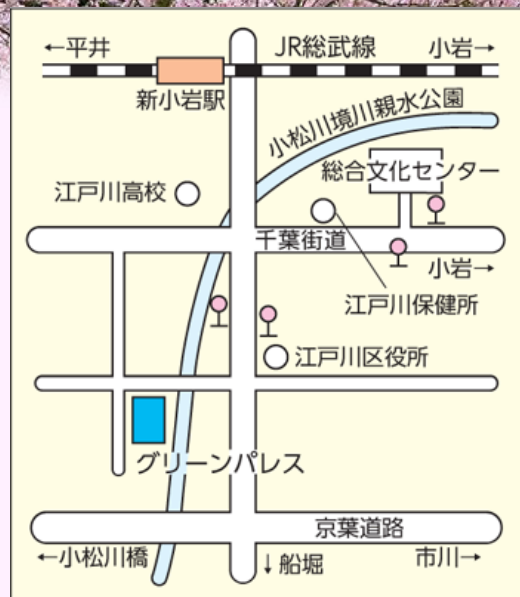 ←平井
JR総武線
小岩→
新小岩駅
小松川境川親水公園
総合文化センター
江戸川高校
千葉街道
小岩→
江戸川保健所
江戸川区役所
グリーンパレス
京葉道路
←小松川橋
↓船堀
市川→